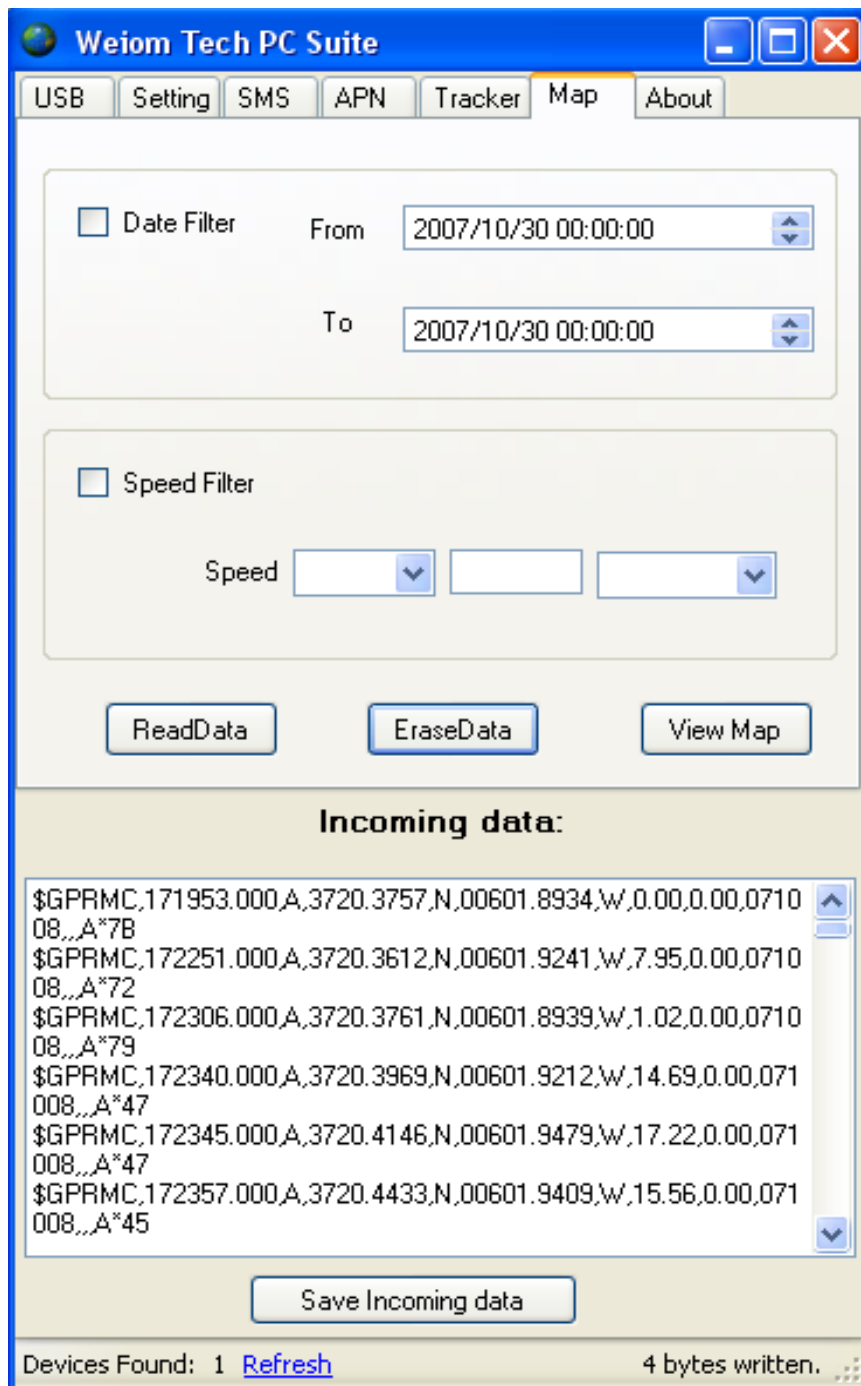 Weiom Tech PC Suite
USB Setting SMS APN Tracker Map About
Date Filter From 2007/10/30 00:00:00
To 2007/10/30 00:00:00
Speed Filter
Speed
ReadData EraseData View Map
Incoming data:
$GPRMC,171953.000,A,3720.3757,N,00601.8934,W,0.00,0.00,0710
08,,,A*7B
$GPRMC,172251.000,A,3720.3612,N,00601.9241,W,7.95,0.00,0710
08,,,A*72
$GPRMC,172306.000,A,3720.3761,N,00601.8939,W,1.02,0.00,0710
08,,,A*79
$GPRMC,172340.000,A,3720.3969,N,00601.9212,W,14.69,0.00,071
008,,,A*47
$GPRMC,172345.000,A,3720.4146,N,00601.9479,W,17.22,0.00,071
008,,,A*47
$GPRMC,172357.000,A,3720.4433,N,00601.9409,W,15.56,0.00,071
008,,,A*45
Save Incoming data
Devices Found: 1 Refresh 4 bytes written.